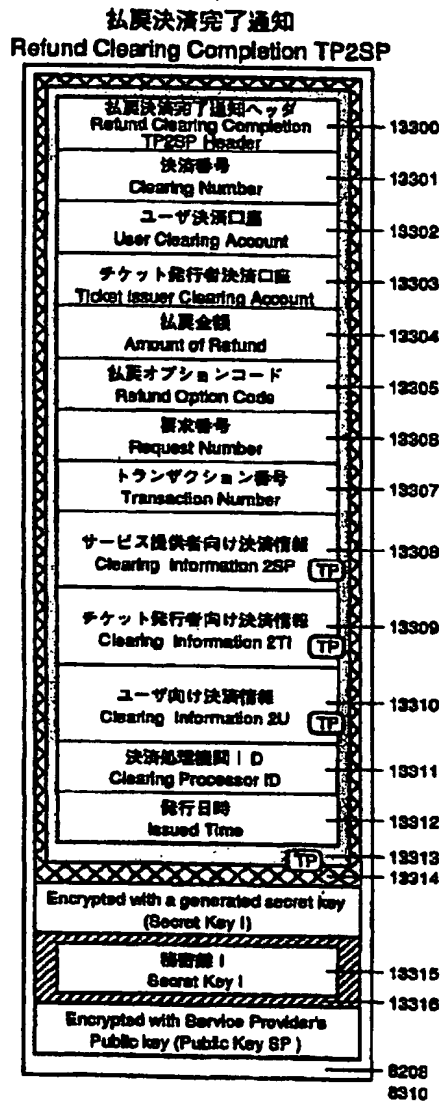 払戻決済完了通知
Refund Clearing Completion TP2SP
払戻決済完了通知ヘッダ
Refund Clearing Completion
TP2SP Header
13300
決済番号
Clearing Number
13301
ユーザ決済口座
User Clearing Account
13302
チケット発行者決済口座
Ticket Issuer Clearing Account
13303
払戻金額
Amount of Refund
13304
払戻オプションコード
Refund Option Code
13305
要求番号
Request Number
13306
トランザクション番号
Transaction Number
13307
サービス提供者向け決済情報
Clearing Information 2SP
TP
13308
チケット発行者向け決済情報
Clearing Information 2TI
TP
13309
ユーザ向け決済情報
Clearing Information 2U
TP
13310
決済処理機関ID
Clearing Processor ID
13311
発行日時
Issued Time
13312
TP
13313
13314
Encrypted with a generated secret key
(Secret Key I)
秘密鍵 I
Secret Key I
13315
13316
Encrypted with Service Provider's
Public key (Public Key SP)
8208
8310